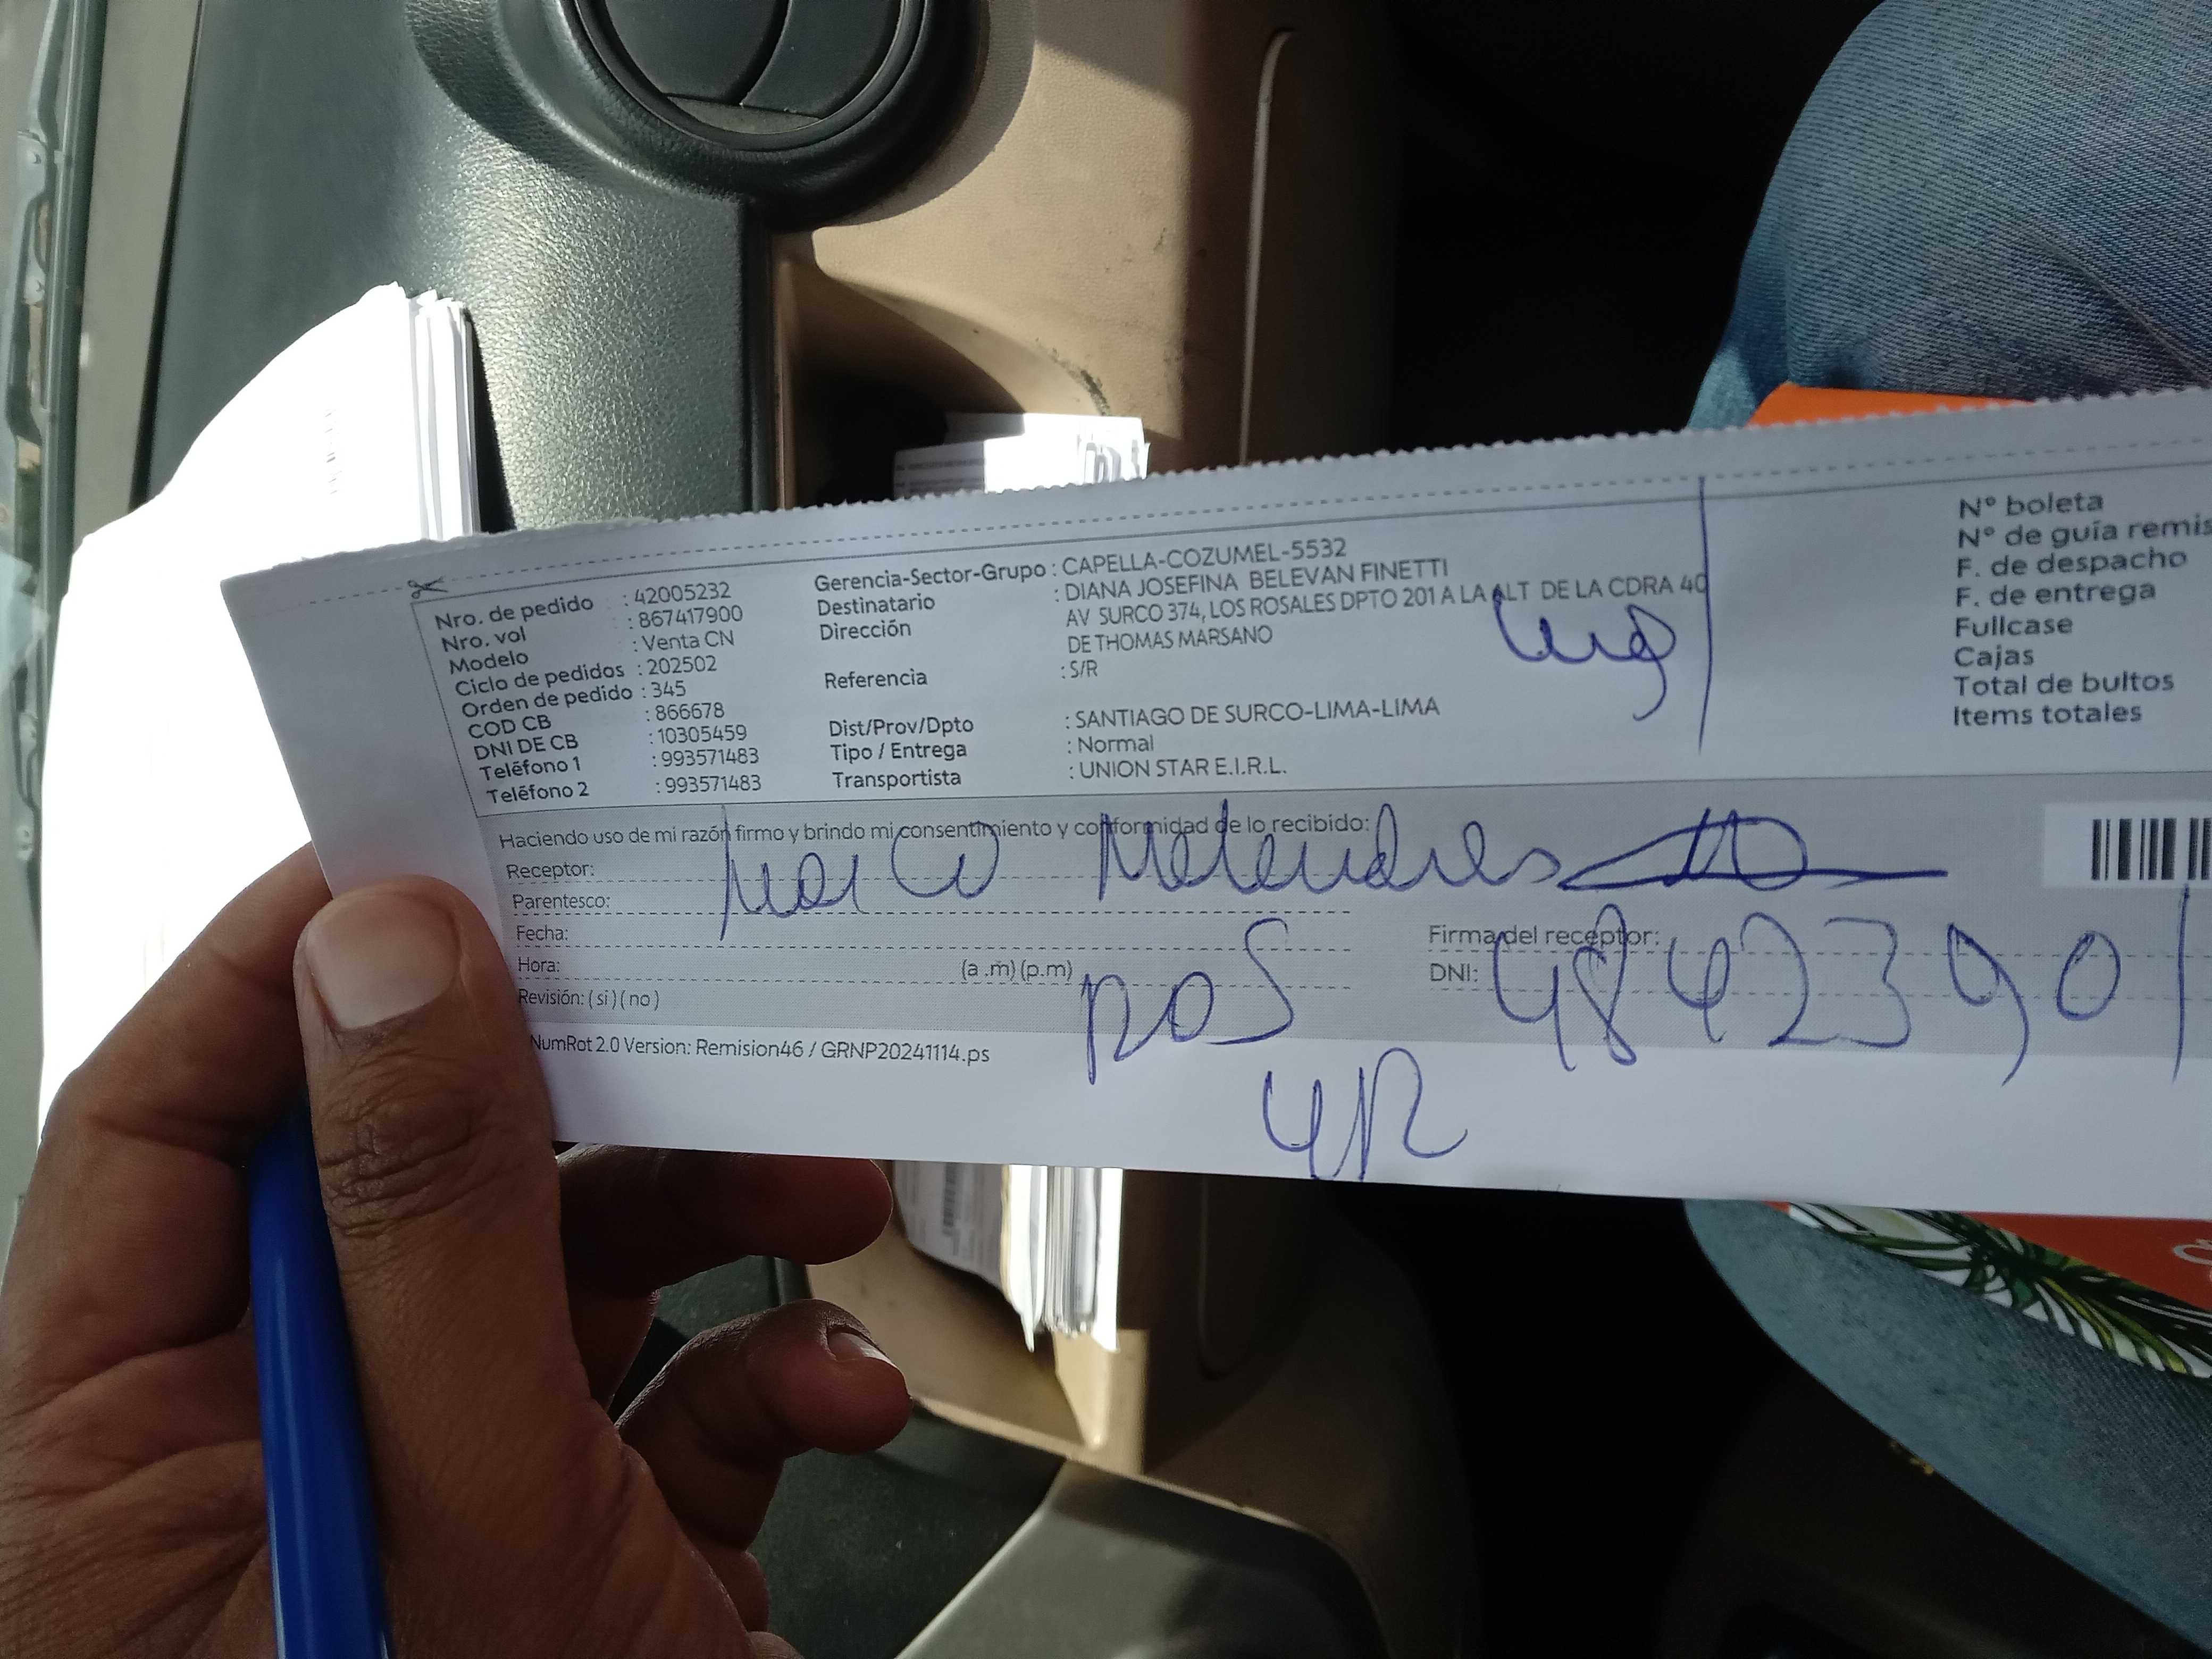 Nro. de pedido : 42005232
Nro. vol : 867417900
Modelo : Venta CN
Ciclo de pedidos : 202502
Orden de pedido : 345
COD CB : 866678
DNI DE CB : 10305459
Teléfono 1 : 993571483
Teléfono 2 : 993571483
Gerencia-Sector-Grupo : CAPELLA-COZUMEL-5532
Destinatario : DIANA JOSEFINA BELEVAN FINETTI
Dirección AV SURCO 374, LOS ROSALES DPTO 201 A LA ALT DE LA CDRA 40
DE THOMAS MARSANO
Referencia : S/R
Dist/Prov/Dpto : SANTIAGO DE SURCO-LIMA-LIMA
Tipo / Entrega : Normal
Transportista : UNION STAR E.I.R.L.
N° boleta
N° de guía remis
F. de despacho
F. de entrega
Fullcase
Cajas
Total de bultos
Items totales
Haciendo uso de mi razón firmo y brindo mi consentimiento y conformidad de lo recibido:
Receptor: Marco Melendres
Parentesco:
Fecha:
Firma del receptor:
Hora: (a .m) (p.m)
DNI: 48423901
Revisión: ( si ) ( no )
NumRot 2.0 Version: Remision46 / GRNP20241114.ps